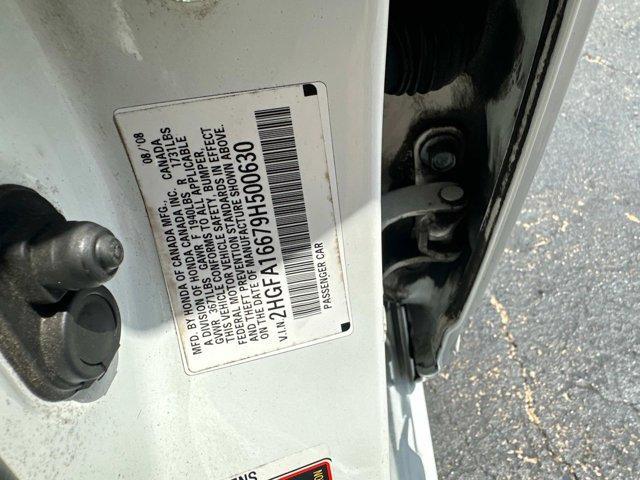 MFD. BY HONDA OF CANADA MFG., 08/'08
A DIVISION OF HONDA CANADA INC. CANADA
GVWR 3671LBS GAWR F 1940LBS R 1731LBS
THIS VEHICLE CONFORMS TO ALL APPLICABLE
FEDERAL MOTOR VEHICLE SAFETY, BUMPER,
AND THEFT PREVENTION STANDARDS IN EFFECT
ON THE DATE OF MANUFACTURE SHOWN ABOVE.
V.I.N. 2HGFA16679H500630
PASSENGER CAR